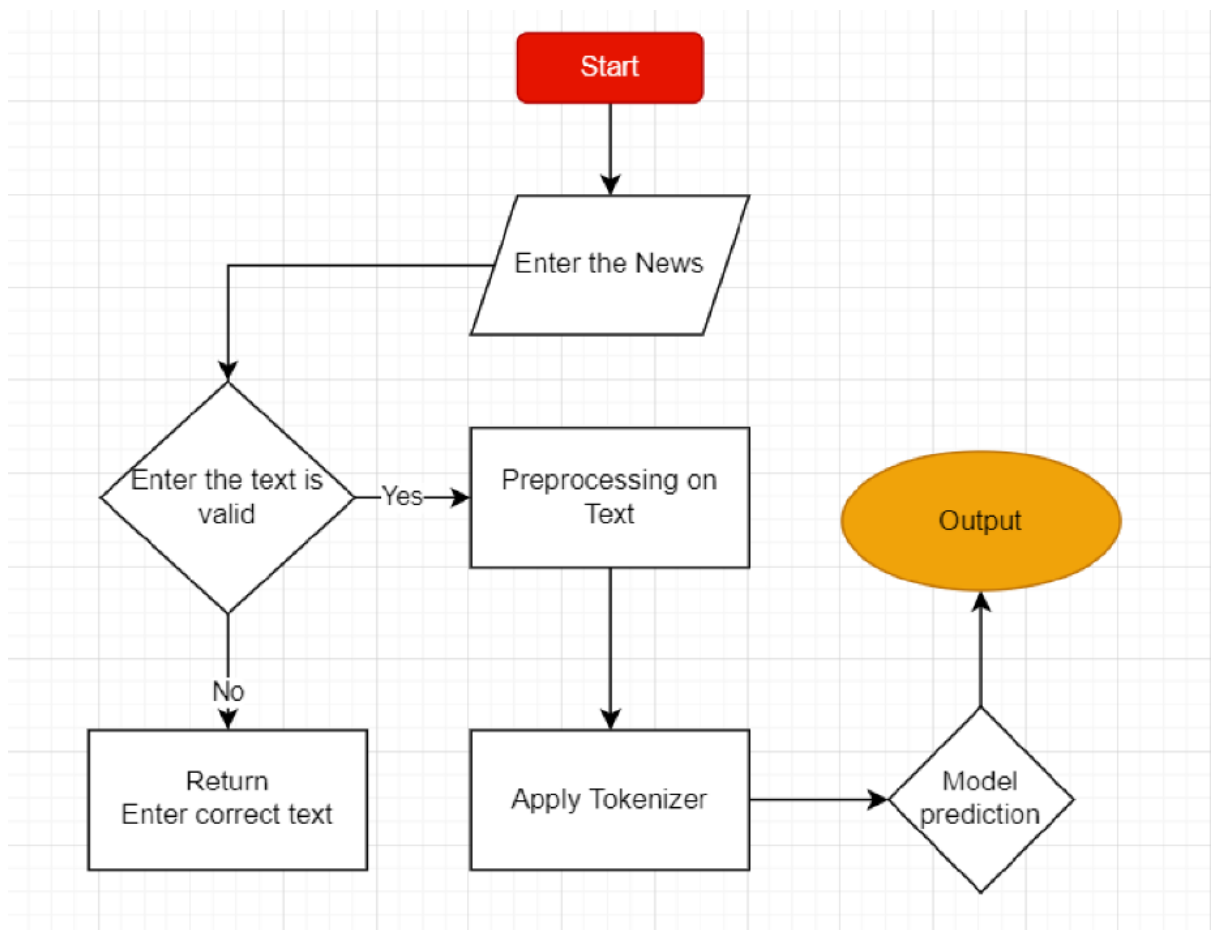 Start
Enter the News
Enter the text is
valid
Yes
Preprocessing on
Text
Output
No
Return
Enter correct text
Apply Tokenizer
Model
prediction